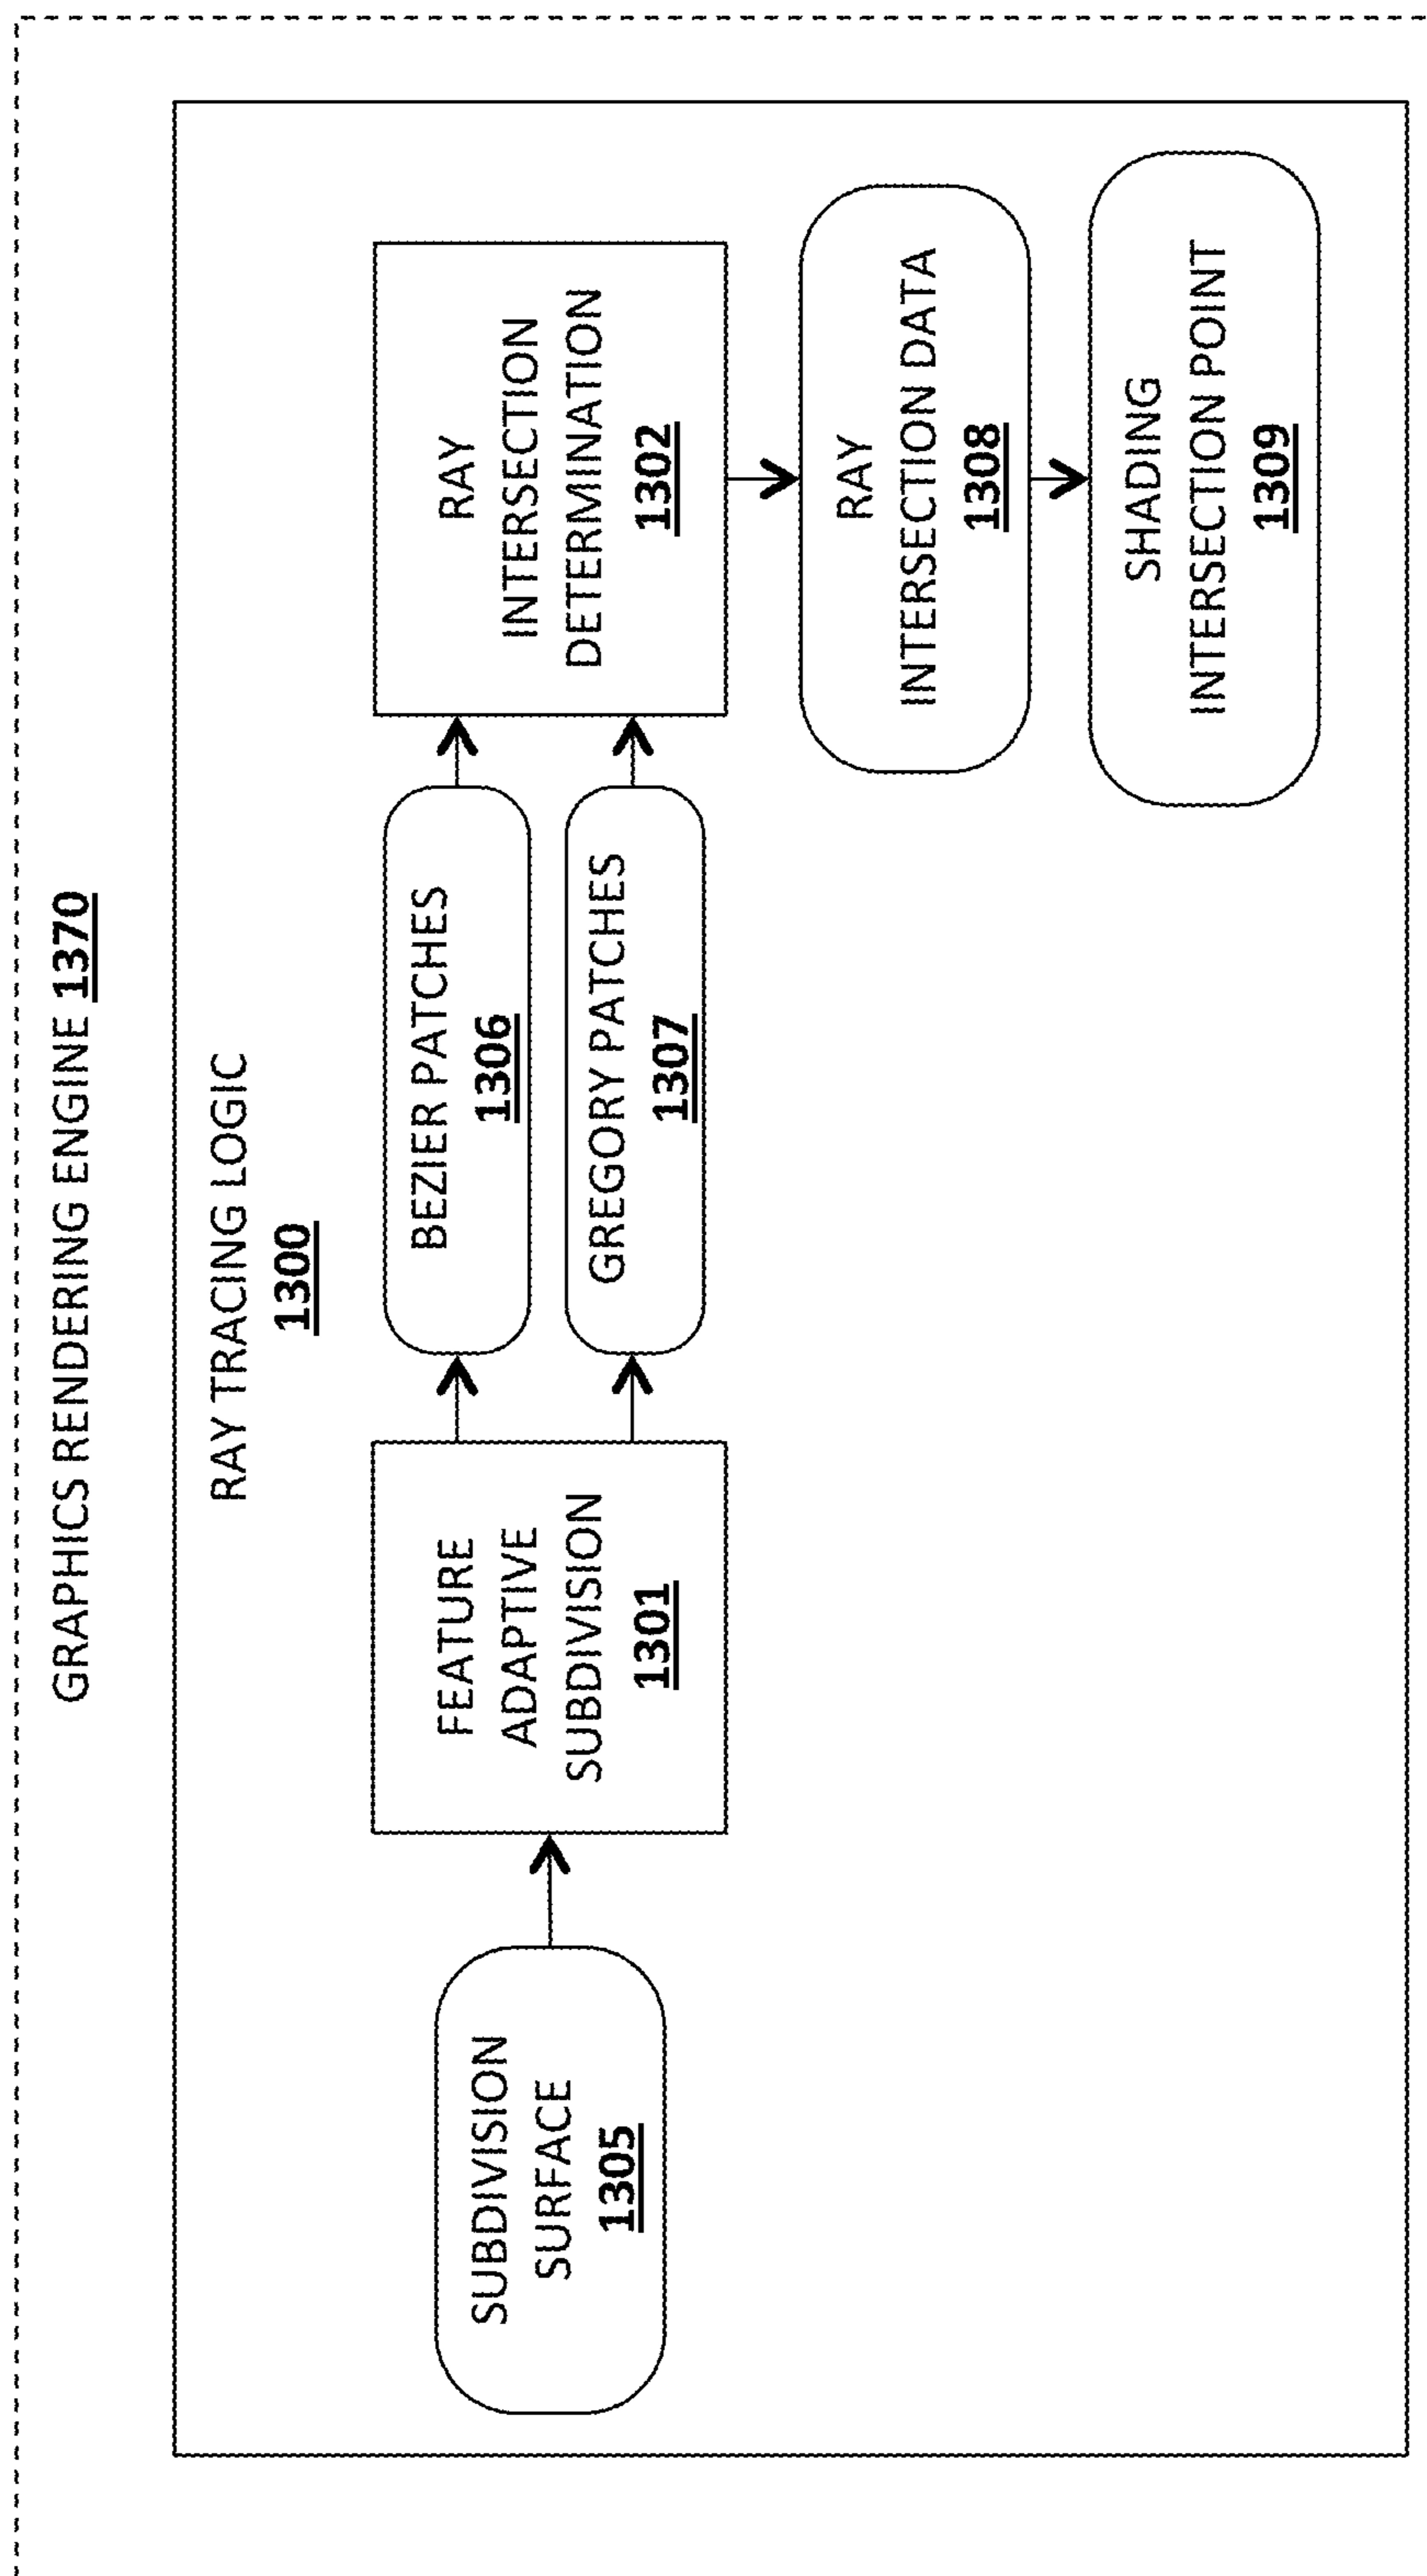 GRAPHICS RENDERING ENGINE 1370
RAY TRACING LOGIC
1300
SUBDIVISION
SURFACE
1305
FEATURE
ADAPTIVE
SUBDIVISION
1301
BEZIER PATCHES
1306
GREGORY PATCHES
1307
RAY
INTERSECTION
DETERMINATION
1302
RAY
INTERSECTION DATA
1308
SHADING
INTERSECTION POINT
1309